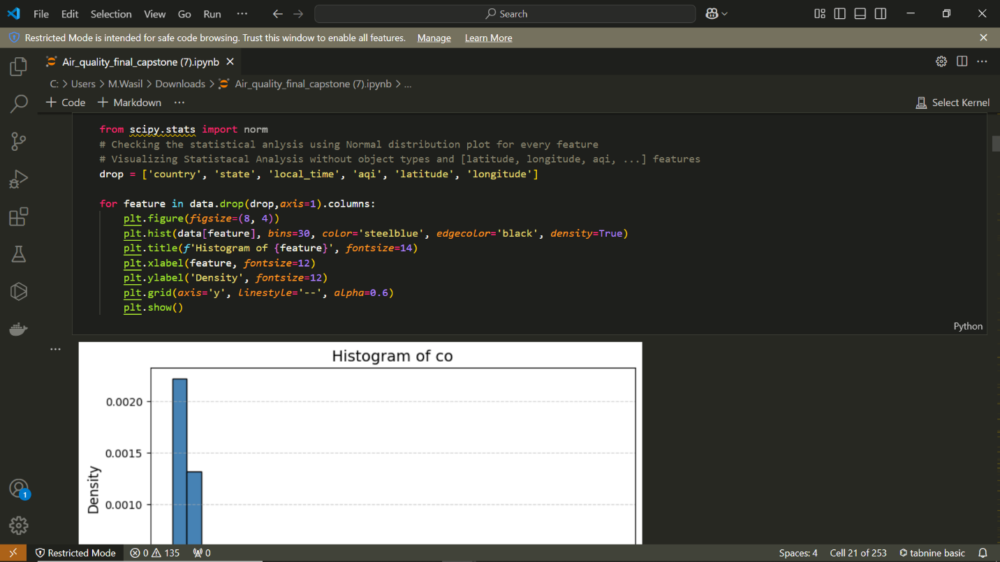 File Edit Selection View Go Run ··· Search
Restricted Mode is intended for safe code browsing. Trust this window to enable all features. Manage Learn More
Air_quality_final_capstone (7).ipynb
C: > Users > M.Wasil > Downloads > Air_quality_final_capstone (7).ipynb > ...
+ Code + Markdown ··· Select Kernel
from scipy.stats import norm
# Checking the statistical anlysis using Normal distribution plot for every feature
# Visualizing Statistacal Analysis without object types and [latitude, longitude, aqi, ...] features
drop = ['country', 'state', 'local_time', 'aqi', 'latitude', 'longitude']
for feature in data.drop(drop,axis=1).columns:
plt.figure(figsize=(8, 4))
plt.hist(data[feature], bins=30, color='steelblue', edgecolor='black', density=True)
plt.title(f'Histogram of {feature}', fontsize=14)
plt.xlabel(feature, fontsize=12)
plt.ylabel('Density', fontsize=12)
plt.grid(axis='y', linestyle='--', alpha=0.6)
plt.show()
Python
Histogram of co
0.0020
0.0015
0.0010
Density
1
Restricted Mode 0 135 0 Spaces: 4 Cell 21 of 253 tabnine basic